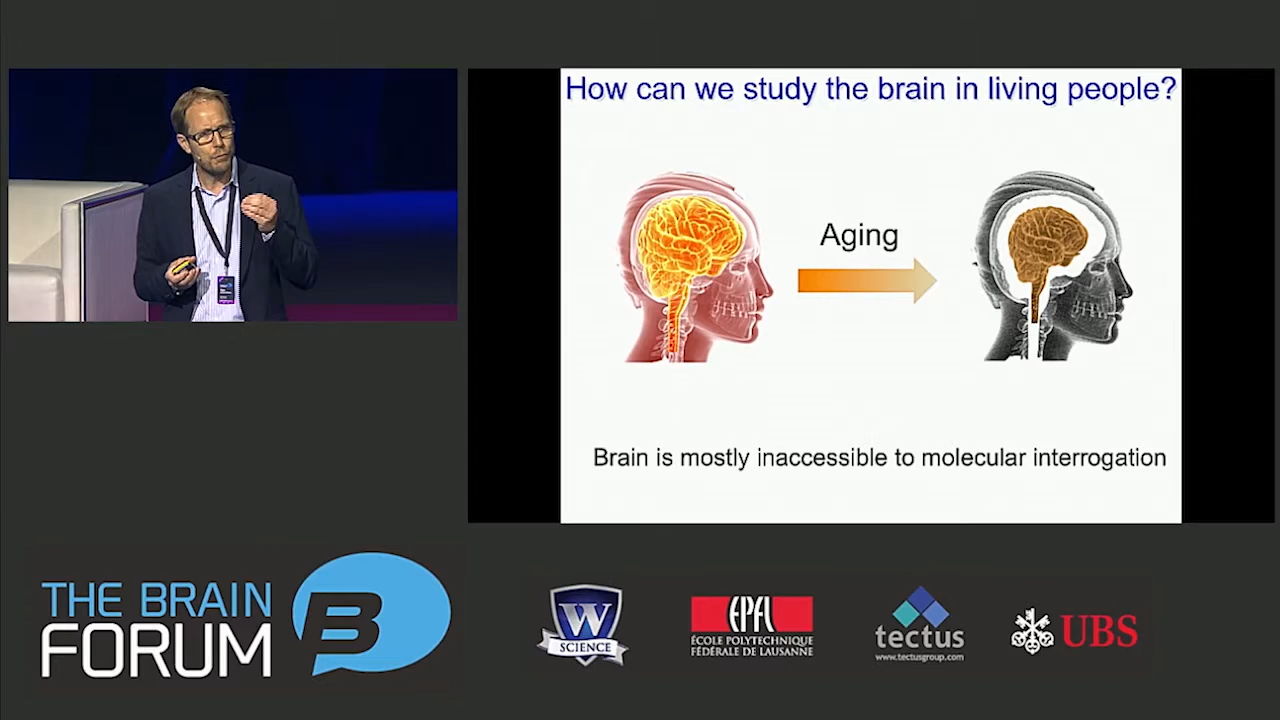 How can we study the brain in living people?
Aging
Brain is mostly inaccessible to molecular interrogation
THE BRAIN
FORUM
B
W
SCIENCE
EPFL
ÉCOLE POLYTECHNIQUE
FÉDÉRALE DE LAUSANNE
tectus
www.tectusgroup.com
UBS